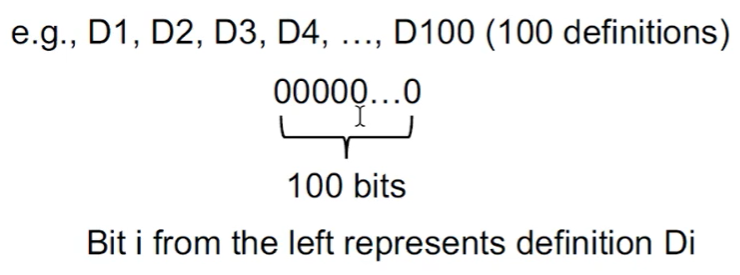 e.g., D1, D2, D3, D4, …, D100 (100 definitions)
00000…0
100 bits
Bit i from the left represents definition Di